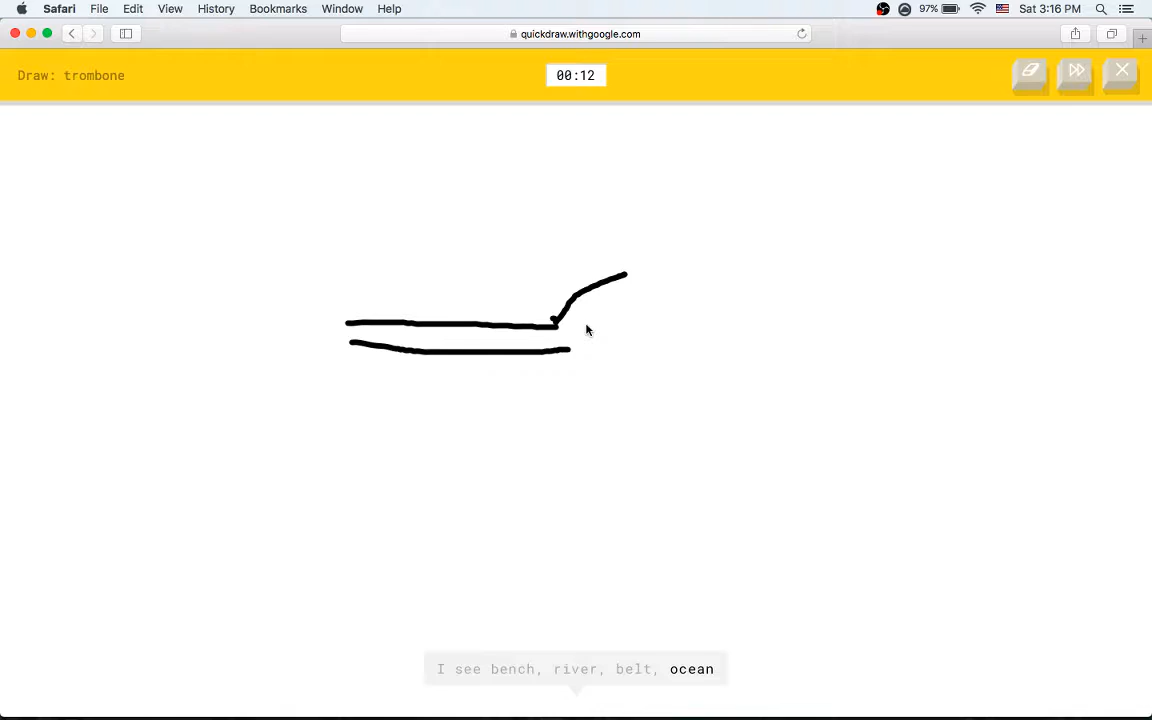 Safari File Edit View History Bookmarks Window Help 97% Sat 3:16 PM
quickdraw.withgoogle.com
Draw: trombone 00:12
I see bench, river, belt, ocean